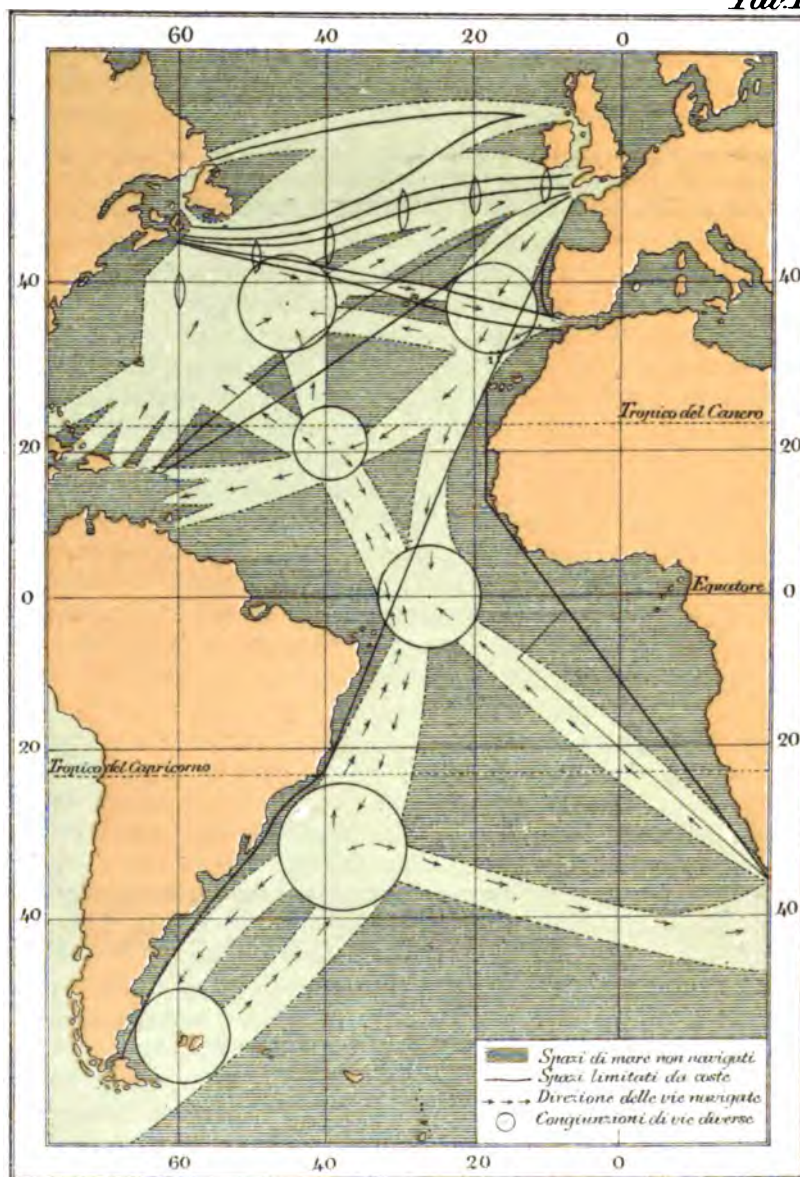 Tav.I
60 40 20 0
40 40
Tropico del Cancro
20 20
Equatore
0 0
20 20
Tropico del Capricorno
40 40
Spazi di mare non navigati
Spazi limitati da coste
Direzione delle vie navigate
Congiunzioni di vie diverse
60 40 20 0